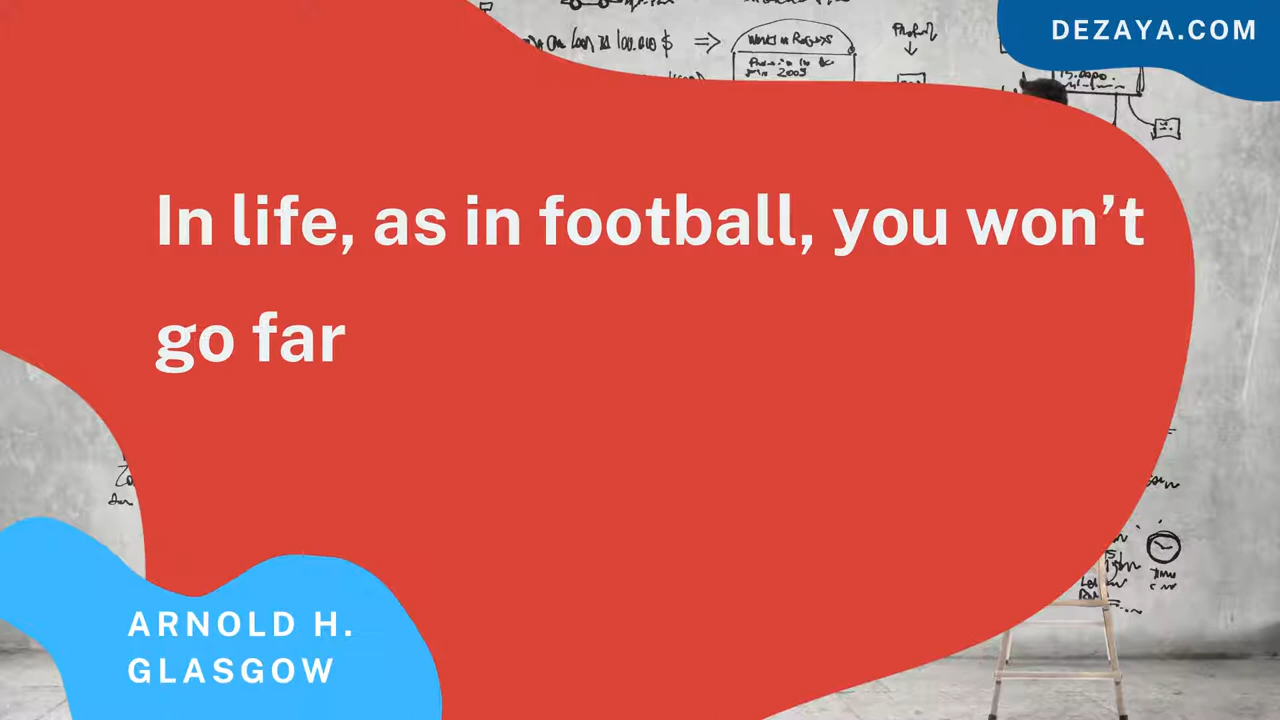 DEZAYA.COM
In life, as in football, you won’t
go far
ARNOLD H.
GLASGOW